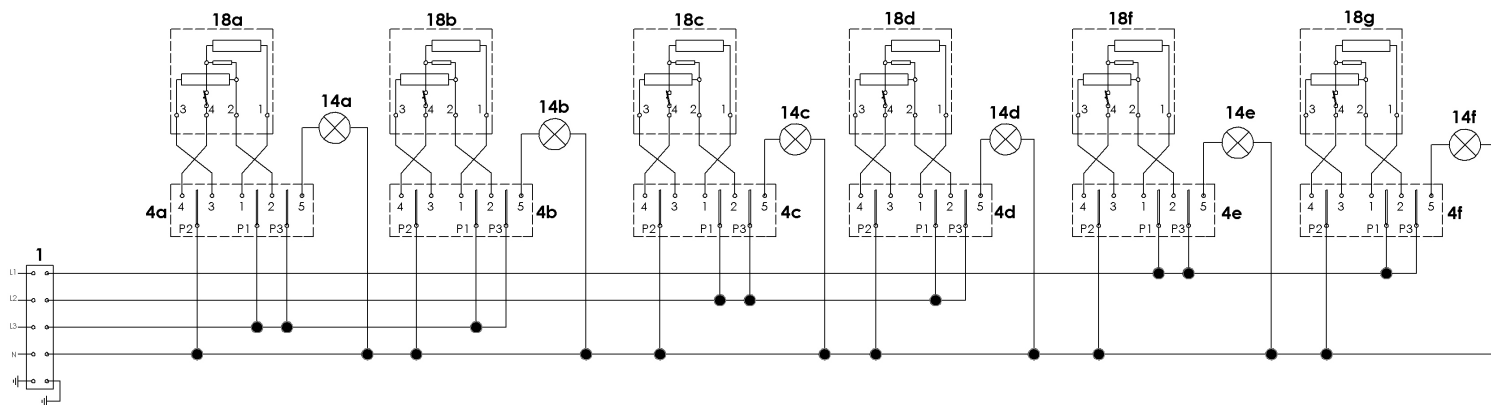 18a 18b 18c 18d 18f 18g
3 4 2 1 3 4 2 1 3 4 2 1 3 4 2 1 3 4 2 1 3 4 2 1
14a 14b 14c 14d 14e 14f
4 3 1 2 5 4 3 1 2 5 4 3 1 2 5 4 3 1 2 5 4 3 1 2 5 4 3 1 2 5
4a 4b 4c 4d 4e 4f
P2 P1 P3 P2 P1 P3 P2 P1 P3 P2 P1 P3 P2 P1 P3 P2 P1 P3
1
L1
L2
L3
N